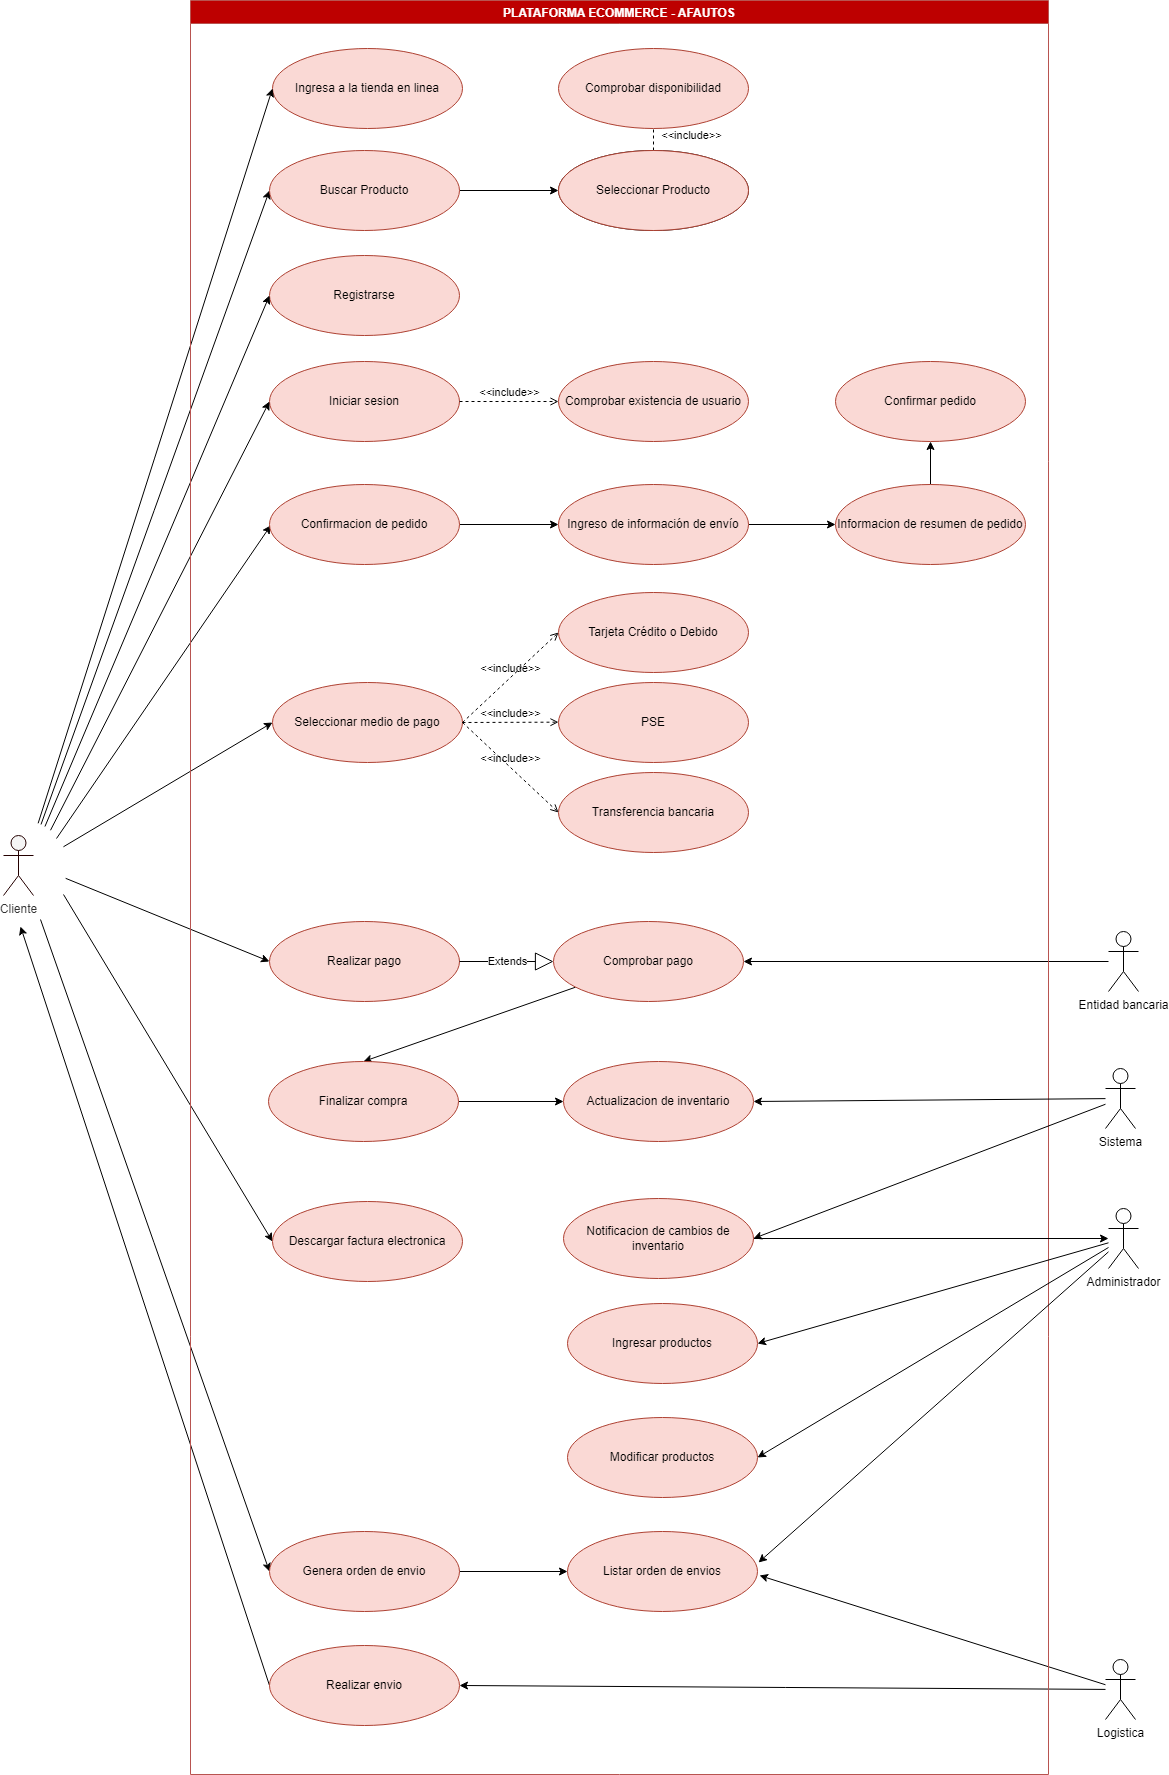 PLATAFORMA ECOMMERCE - AFAUTOS
Ingresa a la tienda en linea
Comprobar disponibilidad
<<include>>
Buscar Producto
Seleccionar Producto
Registrarse
Iniciar sesion
<<include>>
Comprobar existencia de usuario
Confirmar pedido
Confirmacion de pedido
Ingreso de información de envío
Informacion de resumen de pedido
Tarjeta Crédito o Debido
<<include>>
Seleccionar medio de pago
<<include>>
PSE
<<include>>
Transferencia bancaria
Cliente
Realizar pago
Extends
Comprobar pago
Entidad bancaria
Finalizar compra
Actualizacion de inventario
Sistema
Descargar factura electronica
Notificacion de cambios de
inventario
Administrador
Ingresar productos
Modificar productos
Genera orden de envio
Listar orden de envios
Realizar envio
Logistica